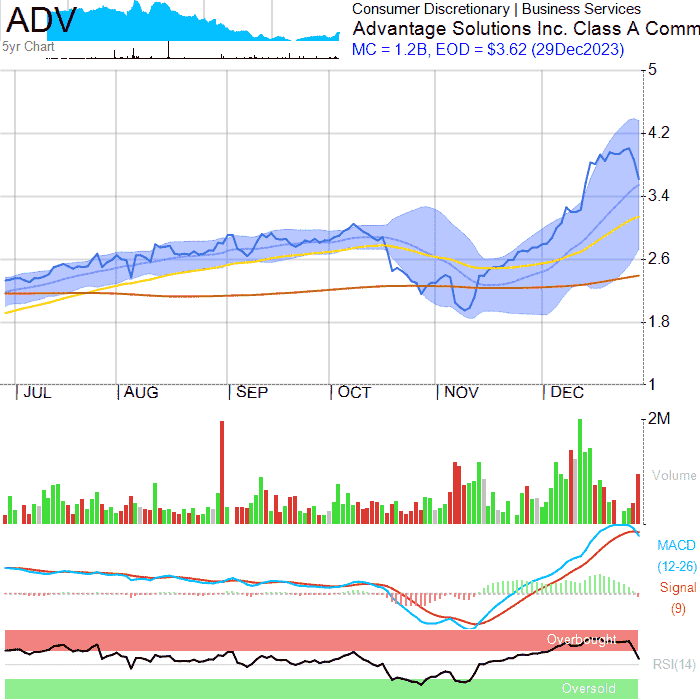 ADV
5yr Chart
Consumer Discretionary | Business Services
Advantage Solutions Inc. Class A Comm
MC = 1.2B, EOD = $3.62 (29Dec2023)
5
4.2
3.4
2.6
1.8
1
JUL AUG SEP OCT NOV DEC
2M
Volume
MACD
(12-26)
Signal
(9)
Overbought
RSI(14)
Oversold